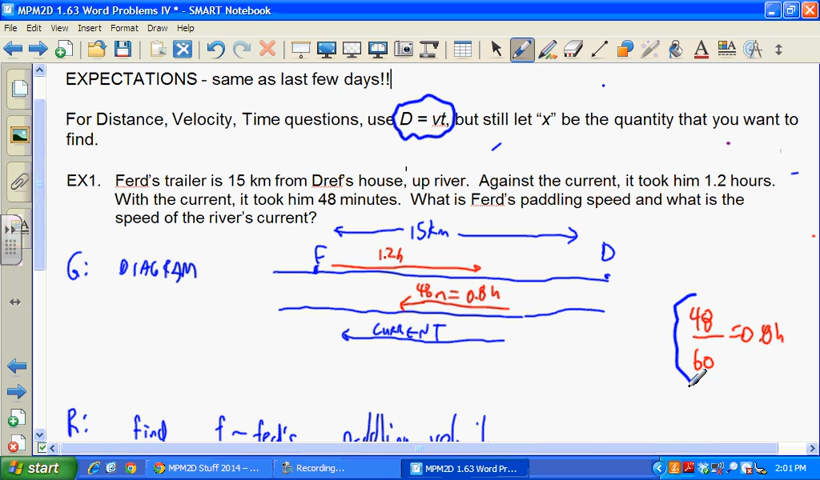 MPM2D 1.63 Word Problems IV * - SMART Notebook
File Edit View Insert Format Tools Add-ons Math Draw Help
EXPECTATIONS - same as last few days!!
For Distance, Velocity, Time questions, use D = vt, but still let “x” be the quantity that you want to
find.
EX1. Ferd’s trailer is 15 km from Dref’s house, up river. Against the current, it took him 1.2 hours.
With the current, it took him 48 minutes. What is Ferd’s paddling speed and what is the
speed of the river’s current?
15km
F 1.2h D
G: DIAGRAM
48m = 0.8h
CURRENT
48/60 = 0.8h
R: find f ~ ferd's paddling
start
MPM2D Stuff 2014 – ...
Recording...
MPM2D 1.63 Word Pr...
2:01 PM